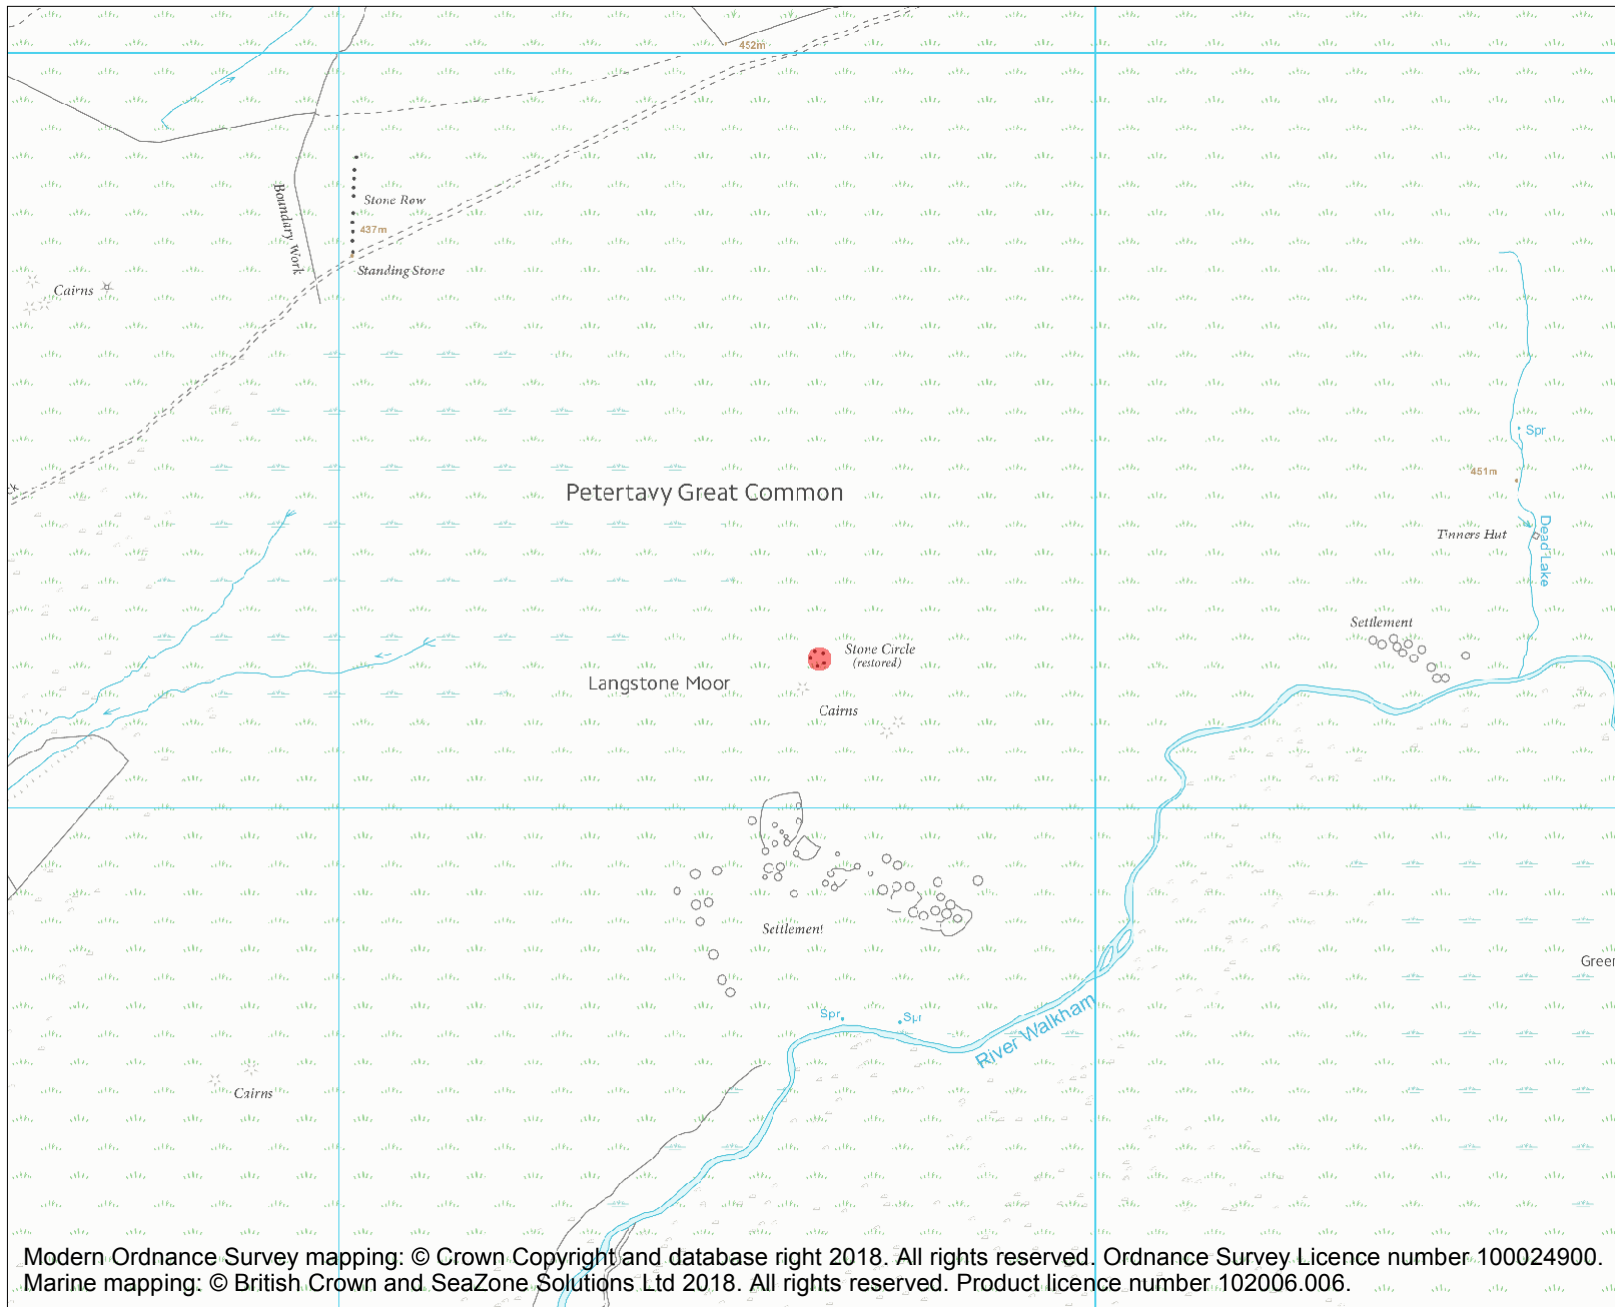 452m
Stone Row
Boundary Work
437m
Standing Stone
Cairns
Spr
451m
Petertavy Great Common
Tinners Hut
Dead Lake
Settlement
Stone Circle
(restored)
Langstone Moor
Cairns
Settlement
Green
Spr
Spr
River Walkham
Cairns
Modern Ordnance Survey mapping: © Crown Copyright and database right 2018. All rights reserved. Ordnance Survey Licence number 100024900.
Marine mapping: © British Crown and SeaZone Solutions Ltd 2018. All rights reserved. Product licence number 102006.006.